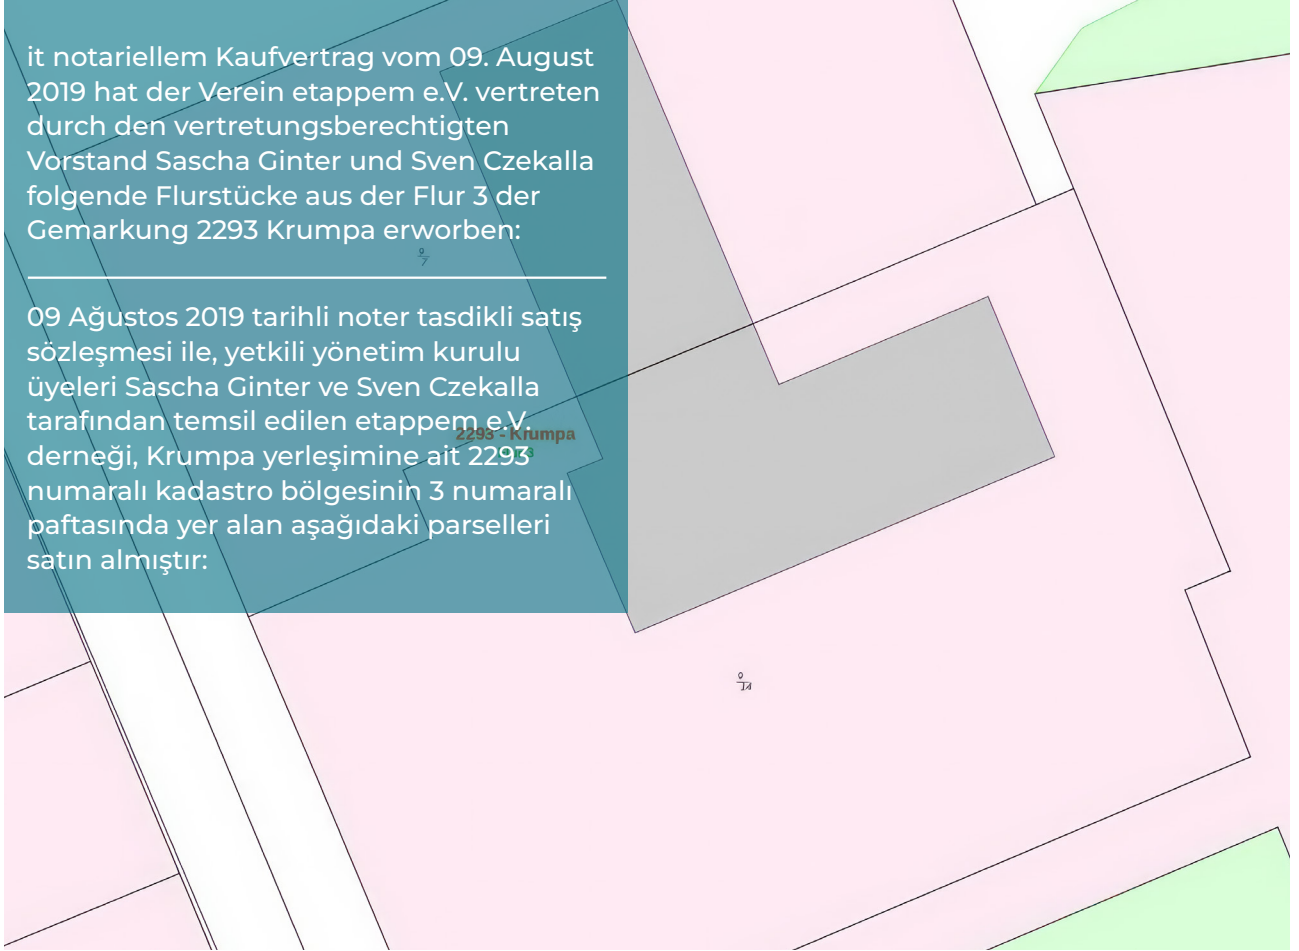 it notariellem Kaufvertrag vom 09. August
2019 hat der Verein etappem e.V. vertreten
durch den vertretungsberechtigten
Vorstand Sascha Ginter und Sven Czekalla
folgende Flurstücke aus der Flur 3 der
Gemarkung 2293 Krumpa erworben:
9
7
09 Ağustos 2019 tarihli noter tasdikli satış
sözleşmesi ile, yetkili yönetim kurulu
üyeleri Sascha Ginter ve Sven Czekalla
tarafından temsil edilen etappem e.V.
2293 - Krumpa
derneği, Krumpa yerleşimine ait 2293
numaralı kadastro bölgesinin 3 numaralı
paftasında yer alan aşağıdaki parselleri
satın almıştır:
9
14